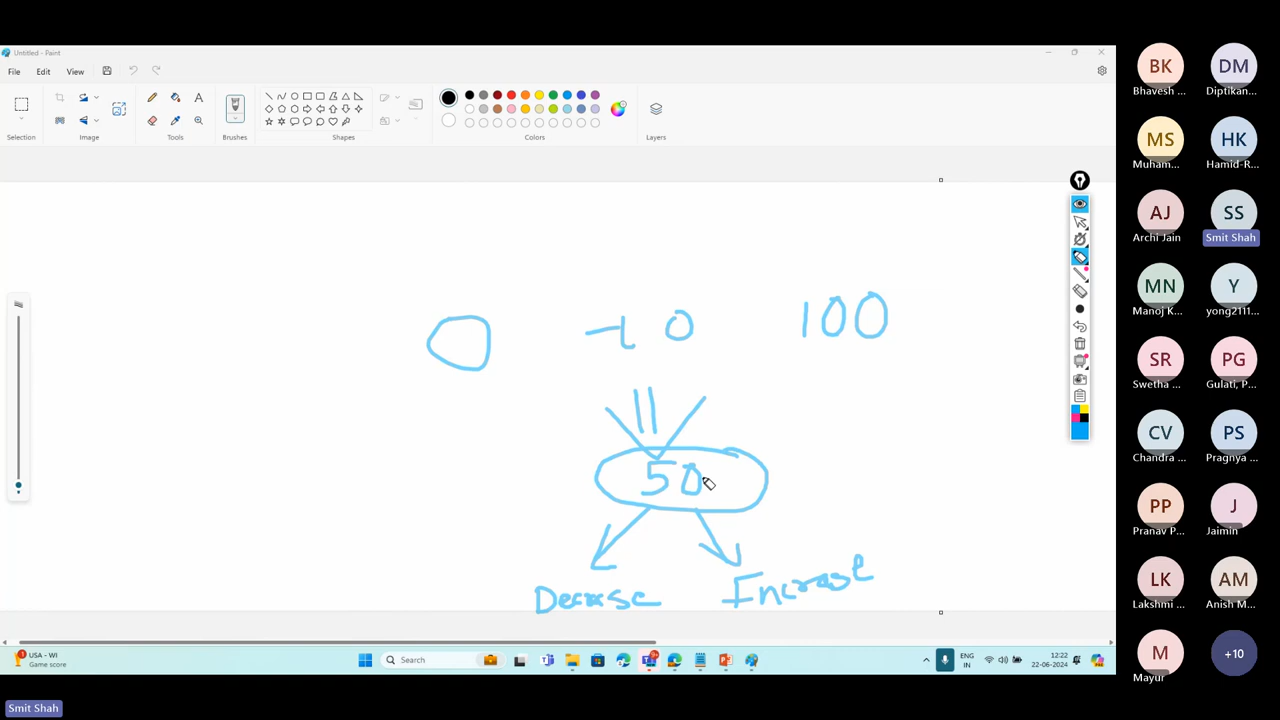 Untitled - Paint
File Edit View
Selection Image Tools Brushes Shapes Colors Layers
BK DM
Bhavesh ... Diptikan...
MS HK
Muham... Hamid-R...
AJ SS
Archi Jain Smit Shah
MN Y
Manoj K... yong2111...
SR PG
Swetha ... Gulati, P...
CV PS
Chandra ... Pragnya ...
PP J
Pranav P... Jaimin
LK AM
Lakshmi ... Anish M...
M +10
Mayur
0 100
50
Decrease Increase
USA - WI
Game score
Search
ENG
IN
12:22
22-06-2024
Smit Shah